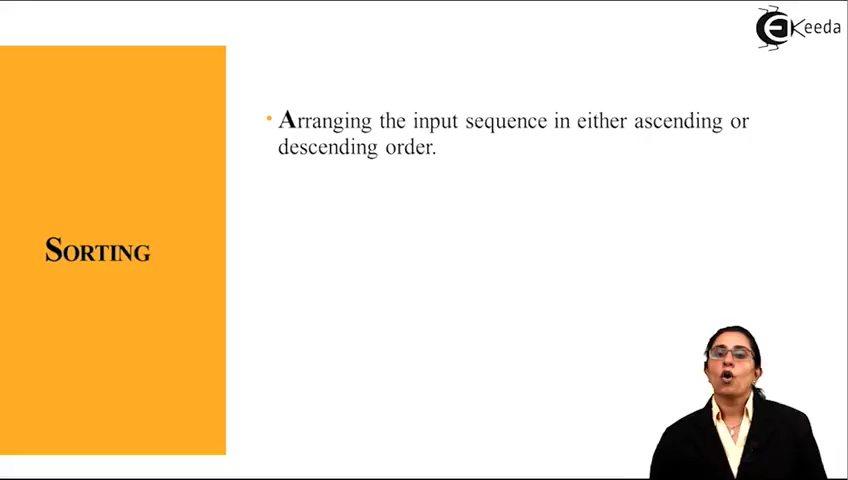 Keeda
• Arranging the input sequence in either ascending or
descending order.
SORTING